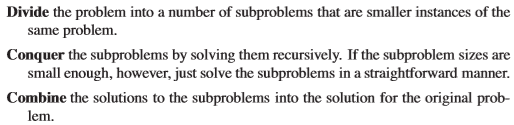 Divide the problem into a number of subproblems that are smaller instances of the
same problem.
Conquer the subproblems by solving them recursively. If the subproblem sizes are
small enough, however, just solve the subproblems in a straightforward manner.
Combine the solutions to the subproblems into the solution for the original prob-
lem.